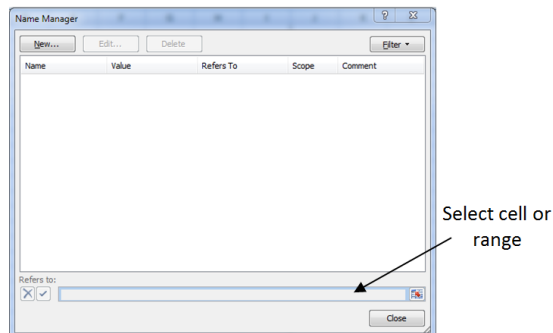 Name Manager
New... Edit... Delete Filter
Name Value Refers To Scope Comment
Select cell or
range
Refers to:
Close